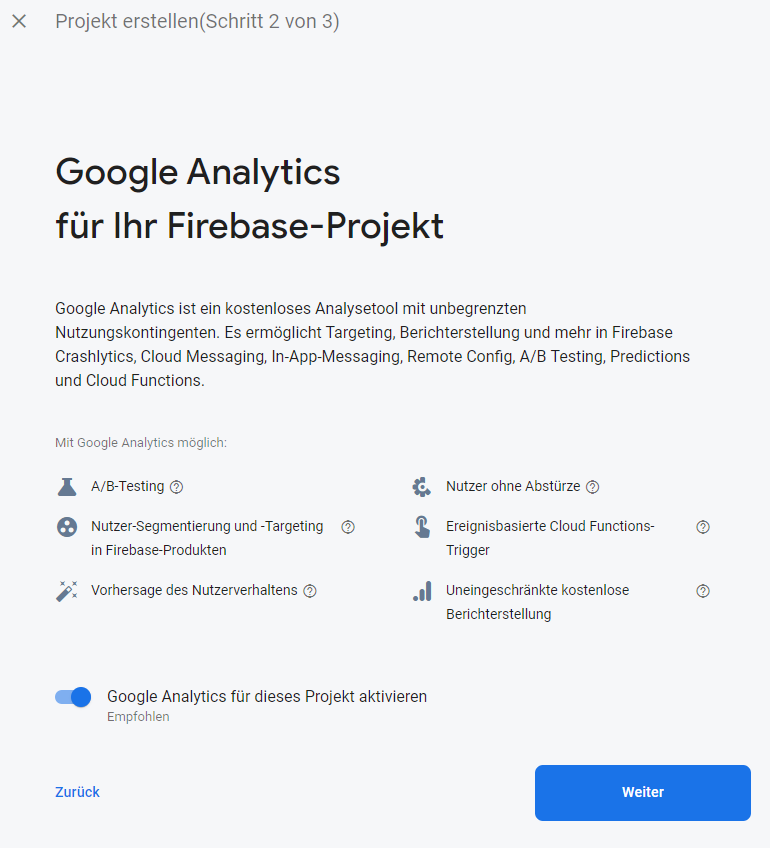 Projekt erstellen(Schritt 2 von 3)
Google Analytics
für Ihr Firebase-Projekt
Google Analytics ist ein kostenloses Analysetool mit unbegrenzten
Nutzungskontingenten. Es ermöglicht Targeting, Berichterstellung und mehr in Firebase
Crashlytics, Cloud Messaging, In-App-Messaging, Remote Config, A/B Testing, Predictions
und Cloud Functions.
Mit Google Analytics möglich:
A/B-Testing
Nutzer ohne Abstürze
Nutzer-Segmentierung und -Targeting
in Firebase-Produkten
Ereignisbasierte Cloud Functions-
Trigger
Vorhersage des Nutzerverhaltens
Uneingeschränkte kostenlose
Berichterstellung
Google Analytics für dieses Projekt aktivieren
Empfohlen
Zurück
Weiter